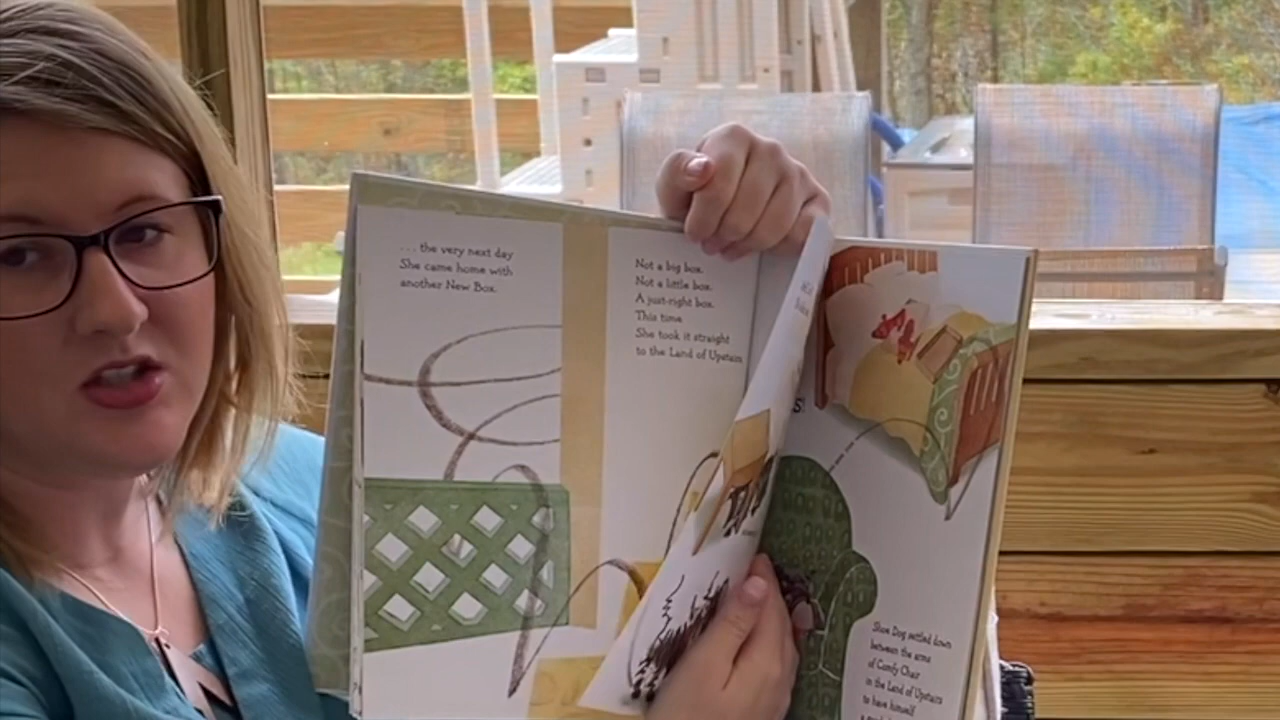 . . . the very next day
She came home with
another New Box.
Not a big box.
Not a little box.
A just-right box.
This time
She took it straight
to the Land of Upstairs
Shoe Dog settled down
between the arms
of Comfy Chair
in the Land of Upstairs
to have himself